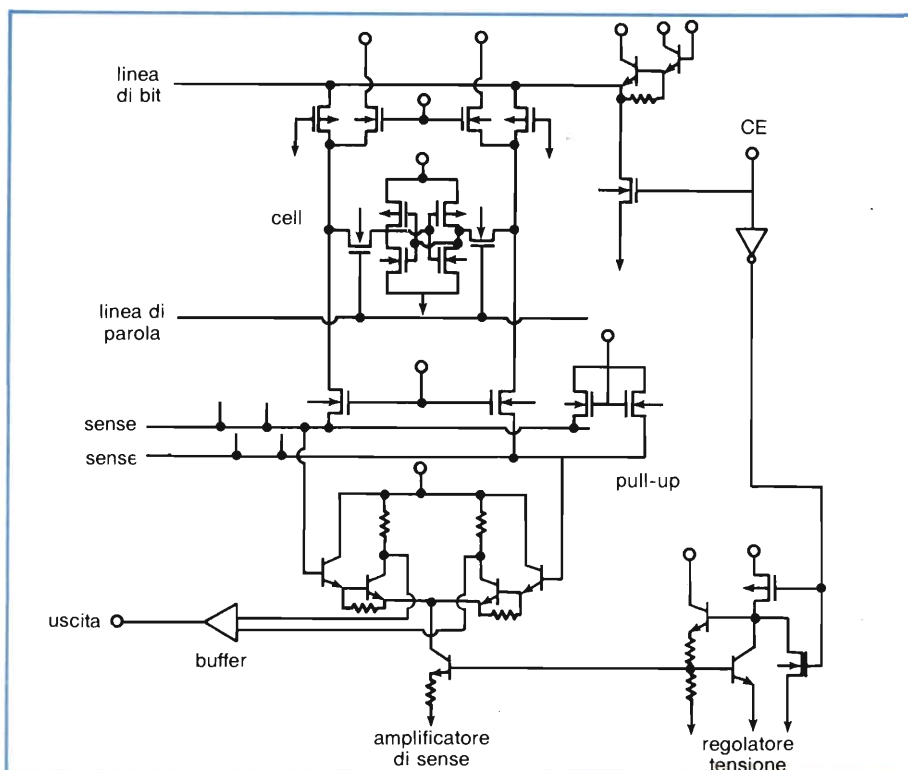 linea
di bit
CE
cell
linea di
parola
sense
sense
pull-up
uscita
buffer
amplificatore
di sense
regolatore
tensione